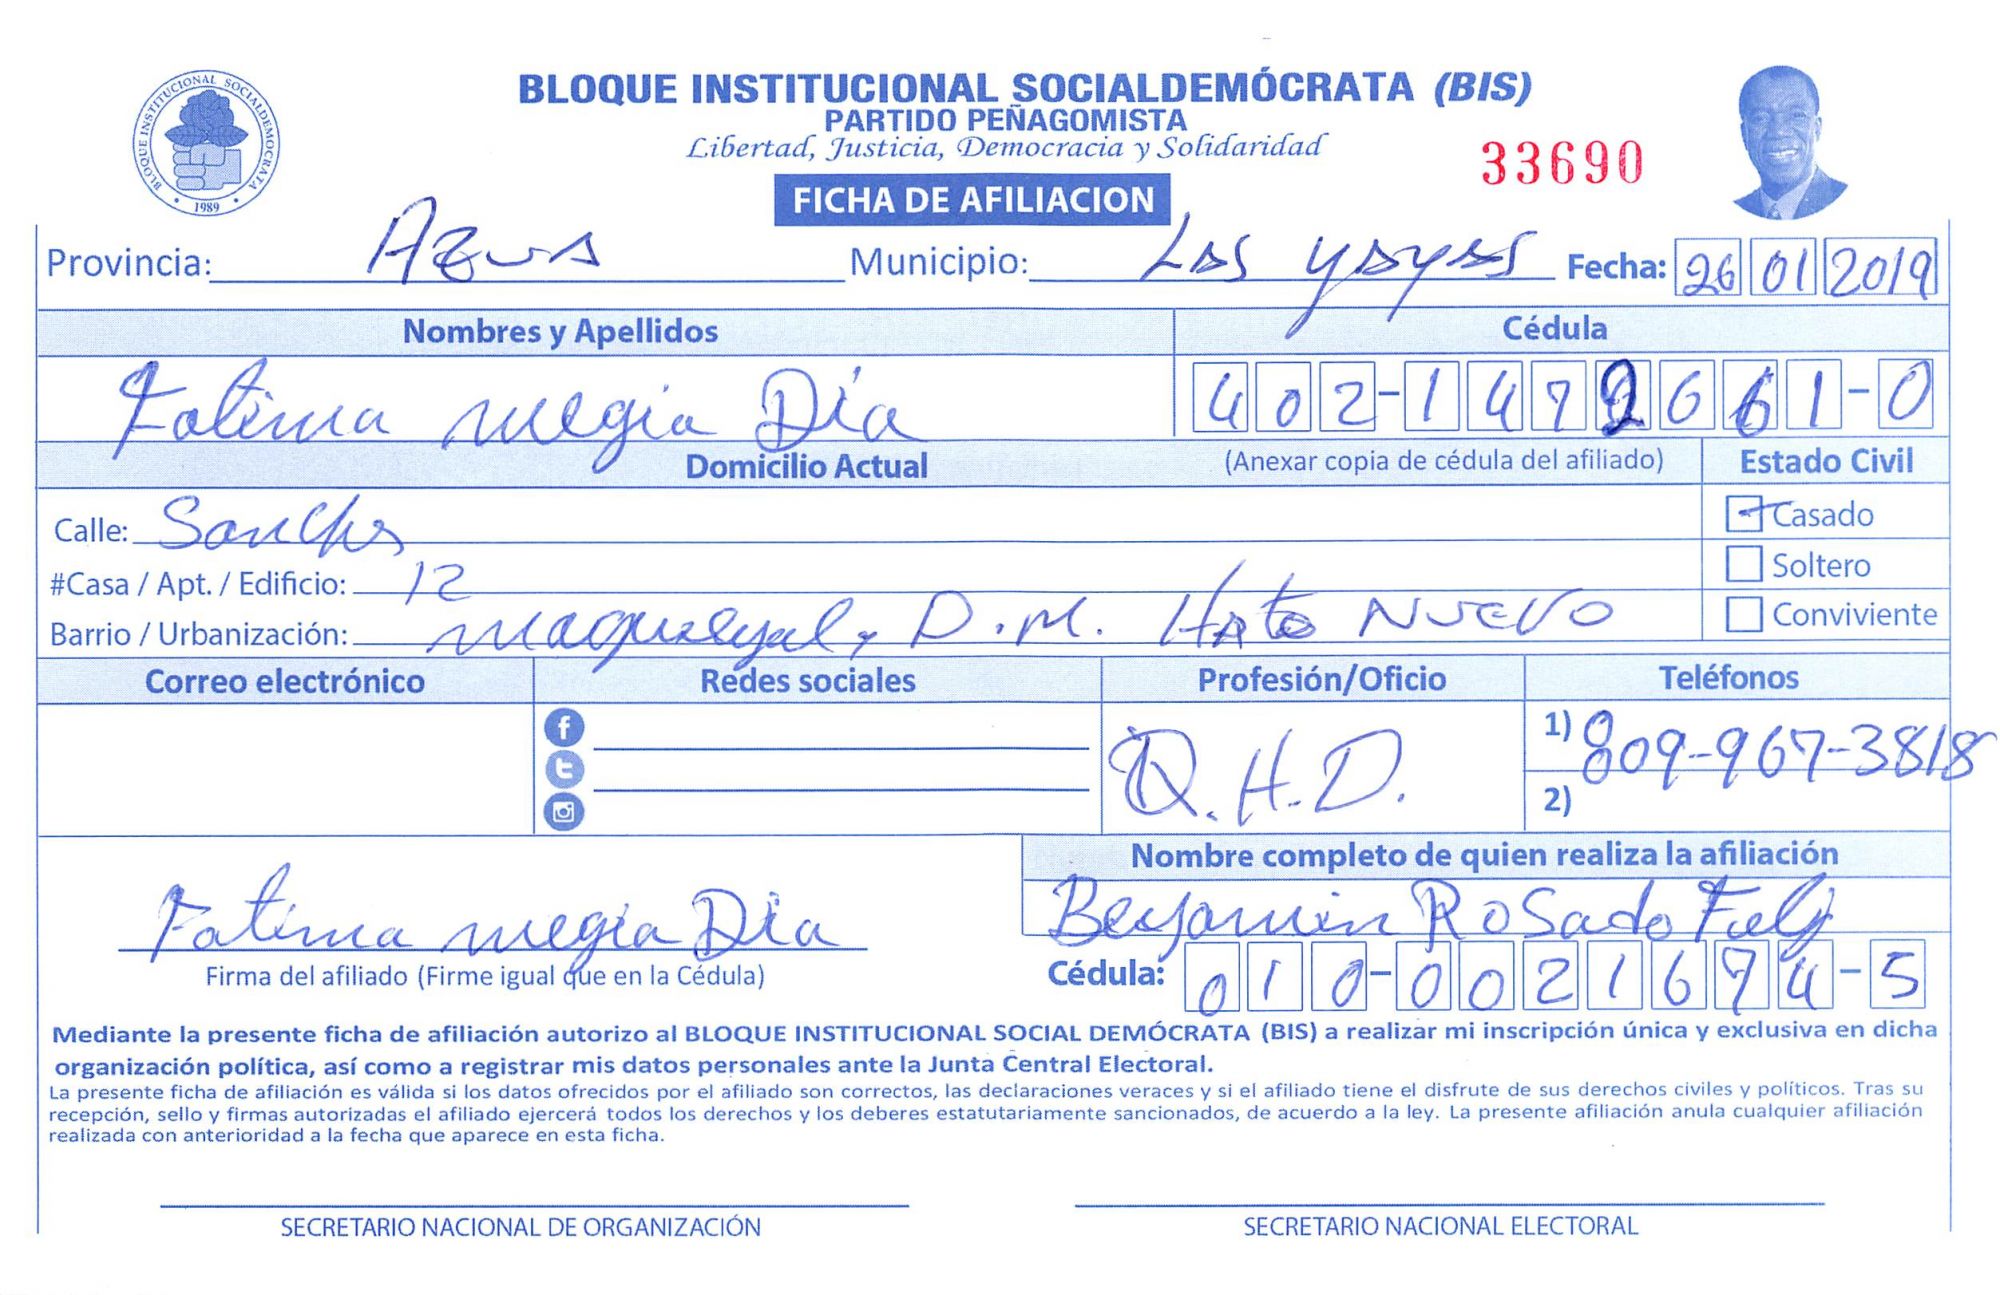 BLOQUE INSTITUCIONAL SOCIALDEMOCRATA
1989
BLOQUE INSTITUCIONAL SOCIALDEMÓCRATA (BIS)
PARTIDO PEÑAGOMISTA
Libertad, Justicia, Democracia y Solidaridad
33690
FICHA DE AFILIACION
Provincia: Azua Municipio: Las yayas Fecha: 26 01 2019
Nombres y Apellidos Cédula
Fatima megia Dia 402-1472661-0
Domicilio Actual (Anexar copia de cédula del afiliado) Estado Civil
Calle: Casado
#Casa / Apt. / Edificio: 12 Soltero
Barrio / Urbanización: magueyal, D.M. HAto NUEVO Conviviente
Correo electrónico Redes sociales Profesión/Oficio Teléfonos
Q.H.D. 1) 809-967-3818
2)
Nombre completo de quien realiza la afiliación
Fatima megia Dia Benjamin Rosado
Firma del afiliado (Firme igual que en la Cédula) Cédula: 010-0021674-5
Mediante la presente ficha de afiliación autorizo al BLOQUE INSTITUCIONAL SOCIAL DEMÓCRATA (BIS) a realizar mi inscripción única y exclusiva en dicha
organización política, así como a registrar mis datos personales ante la Junta Central Electoral.
La presente ficha de afiliación es válida si los datos ofrecidos por el afiliado son correctos, las declaraciones veraces y si el afiliado tiene el disfrute de sus derechos civiles y políticos. Tras su
recepción, sello y firmas autorizadas el afiliado ejercerá todos los derechos y los deberes estatutariamente sancionados, de acuerdo a la ley. La presente afiliación anula cualquier afiliación
realizada con anterioridad a la fecha que aparece en esta ficha.
SECRETARIO NACIONAL DE ORGANIZACIÓN SECRETARIO NACIONAL ELECTORAL